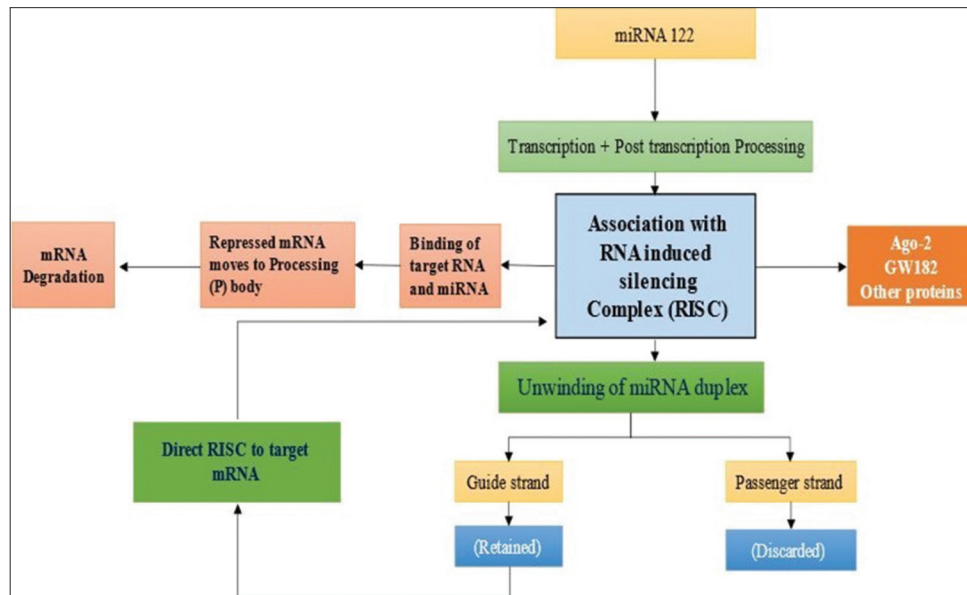 miRNA 122
Transcription + Post transcription Processing
Association with
RNA induced
silencing
Complex (RISC)
Ago-2
GW182
Other proteins
Binding of
target RNA
and miRNA
Repressed mRNA
moves to Processing
(P) body
mRNA
Degradation
Unwinding of miRNA duplex
Guide strand
Passenger strand
(Retained)
(Discarded)
Direct RISC to target
mRNA